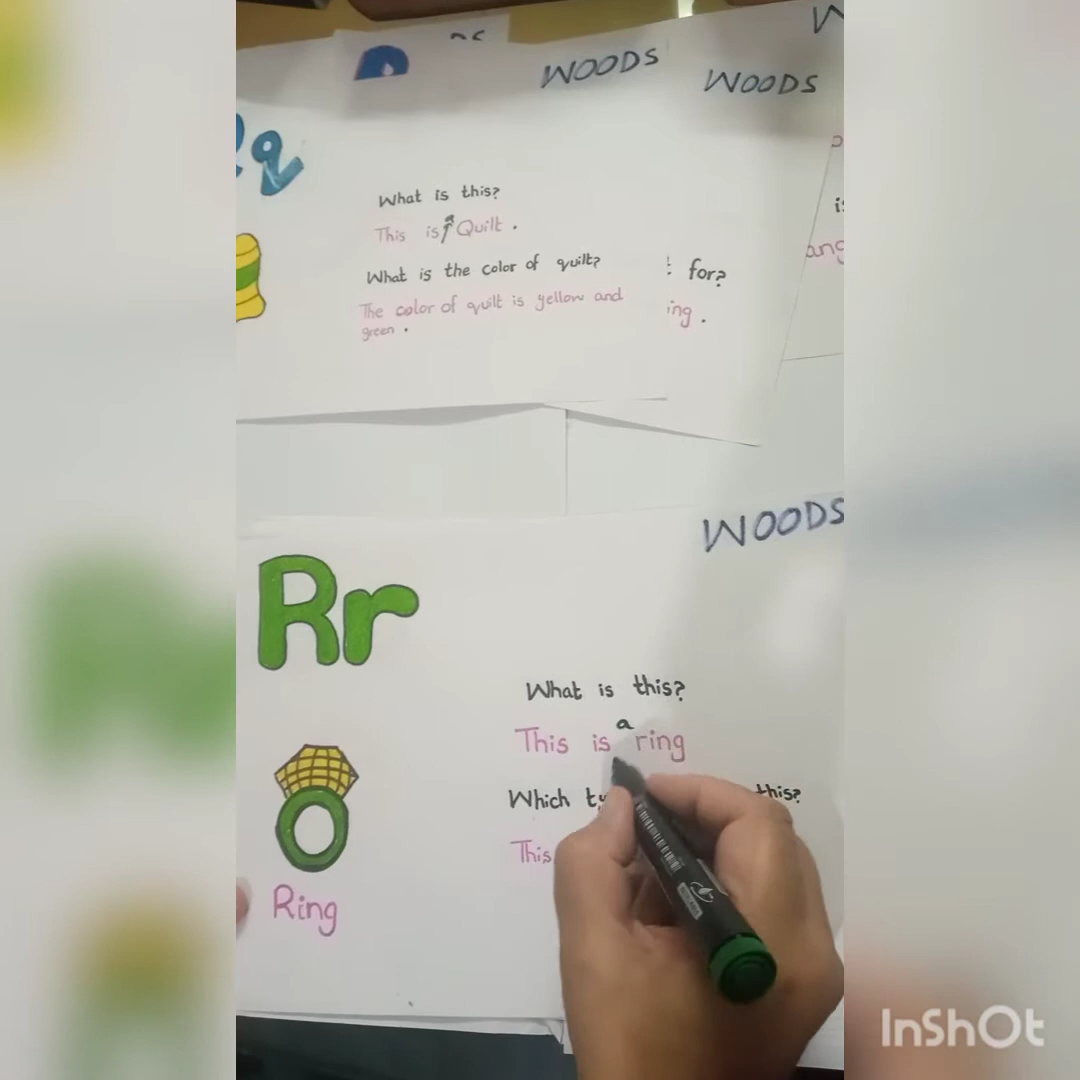 WOODS
WOODS
What is this?
This is a Quilt.
What is the color of quilt?
for?
The color of quilt is yellow and
green.
ing.
ang
WOODS
Rr
What is this?
This is a ring
Which this?
This
Ring
InShOt